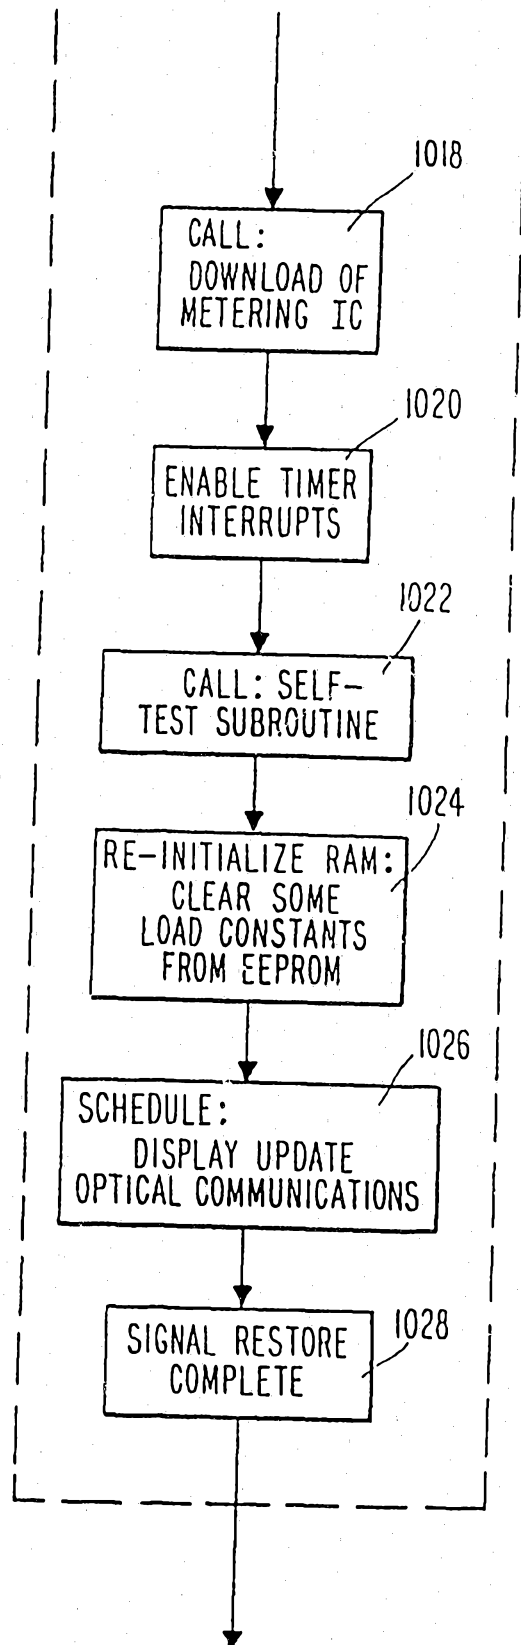 1018
CALL:
DOWNLOAD OF
METERING IC
1020
ENABLE TIMER
INTERRUPTS
1022
CALL: SELF-
TEST SUBROUTINE
1024
RE-INITIALIZE RAM:
CLEAR SOME
LOAD CONSTANTS
FROM EEPROM
1026
SCHEDULE:
DISPLAY UPDATE
OPTICAL COMMUNICATIONS
1028
SIGNAL RESTORE
COMPLETE